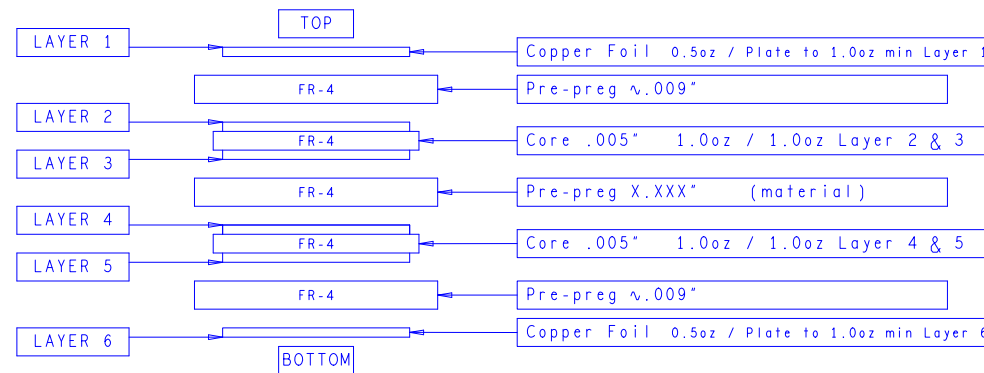 TOP
LAYER 1
Copper Foil 0.5oz / Plate to 1.0oz min Layer 1
FR-4
Pre-preg ∿.009"
LAYER 2
FR-4
Core .005" 1.0oz / 1.0oz Layer 2 & 3
LAYER 3
FR-4
Pre-preg X.XXX" (material)
LAYER 4
FR-4
Core .005" 1.0oz / 1.0oz Layer 4 & 5
LAYER 5
FR-4
Pre-preg ∿.009"
LAYER 6
Copper Foil 0.5oz / Plate to 1.0oz min Layer 6
BOTTOM